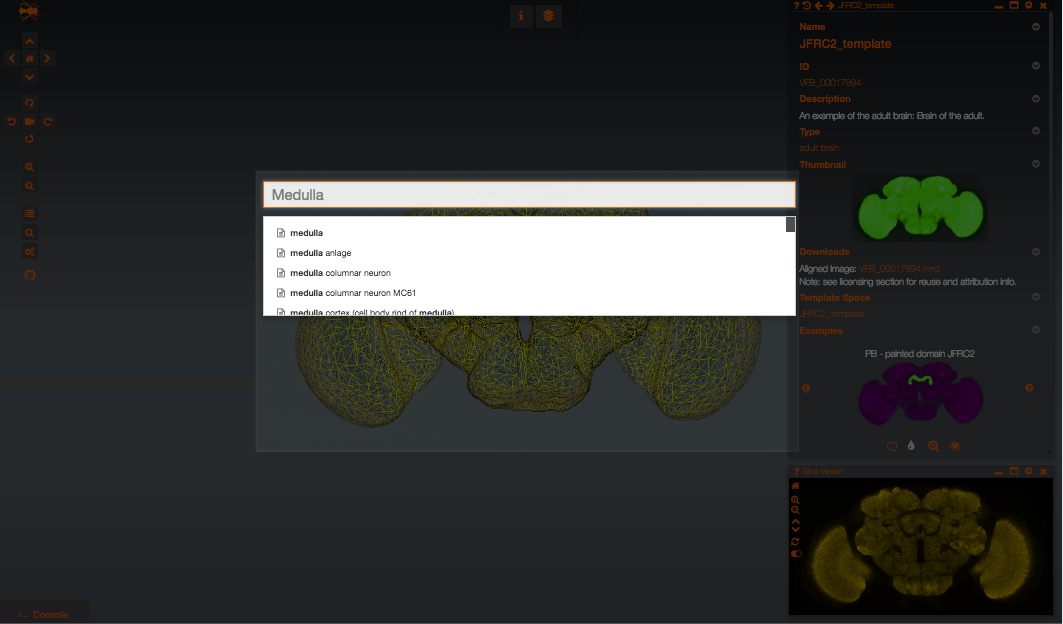 JFRC2_template
Name
JFRC2_template
ID
VFB_00017894
Description
An example of the adult brain: Brain of the adult.
Type
adult brain
Thumbnail
Downloads
Aligned Image: VFB_00017894.nrrd
Note: see licensing section for reuse and attribution info.
Template Space
JFRC2_template
Examples
PB - painted domain JFRC2
Medulla
medulla
medulla anlage
medulla columnar neuron
medulla columnar neuron MC61
medulla cortex (cell body rind of medulla)
Slice Viewer
Console